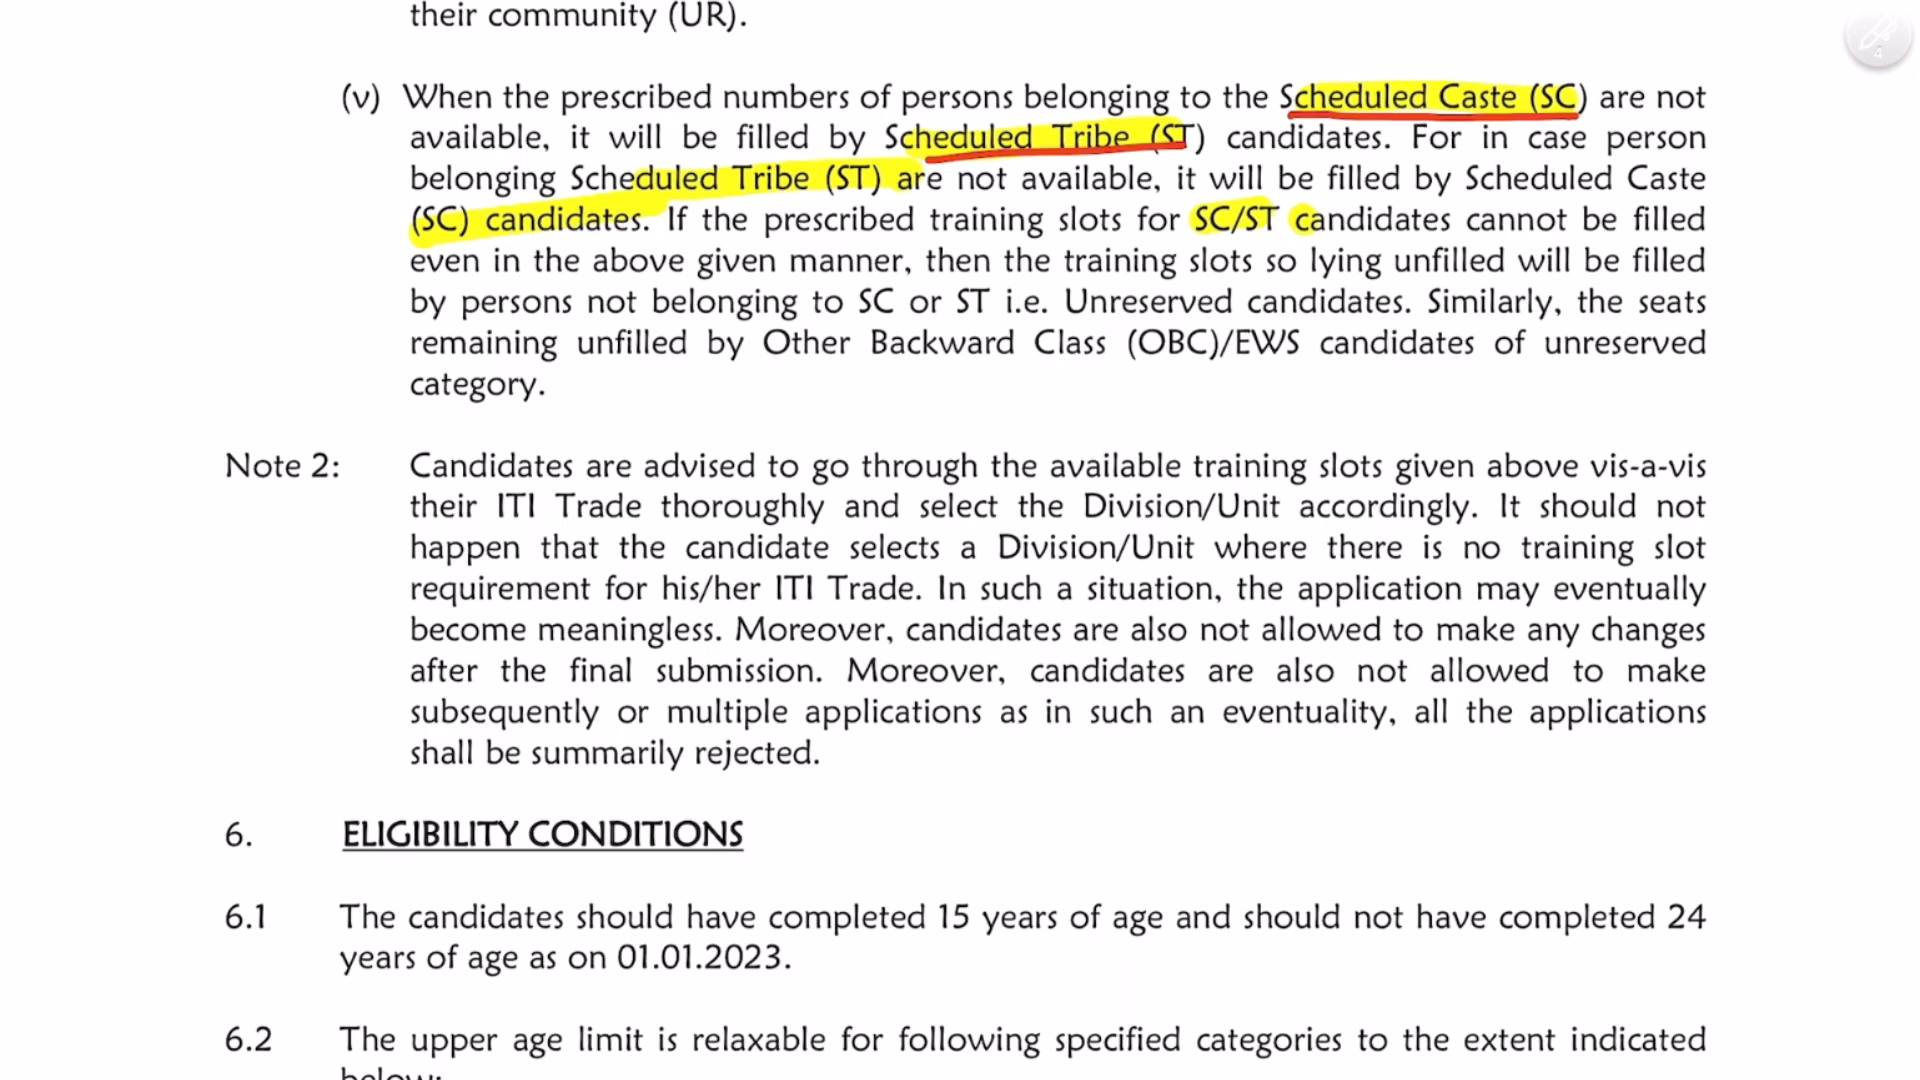 their community (UR).
4
(v) When the prescribed numbers of persons belonging to the Scheduled Caste (SC) are not
available, it will be filled by Scheduled Tribe (ST) candidates. For in case person
belonging Scheduled Tribe (ST) are not available, it will be filled by Scheduled Caste
(SC) candidates. If the prescribed training slots for SC/ST candidates cannot be filled
even in the above given manner, then the training slots so lying unfilled will be filled
by persons not belonging to SC or ST i.e. Unreserved candidates. Similarly, the seats
remaining unfilled by Other Backward Class (OBC)/EWS candidates of unreserved
category.
Note 2: Candidates are advised to go through the available training slots given above vis-a-vis
their ITI Trade thoroughly and select the Division/Unit accordingly. It should not
happen that the candidate selects a Division/Unit where there is no training slot
requirement for his/her ITI Trade. In such a situation, the application may eventually
become meaningless. Moreover, candidates are also not allowed to make any changes
after the final submission. Moreover, candidates are also not allowed to make
subsequently or multiple applications as in such an eventuality, all the applications
shall be summarily rejected.
6. ELIGIBILITY CONDITIONS
6.1 The candidates should have completed 15 years of age and should not have completed 24
years of age as on 01.01.2023.
6.2 The upper age limit is relaxable for following specified categories to the extent indicated
below: